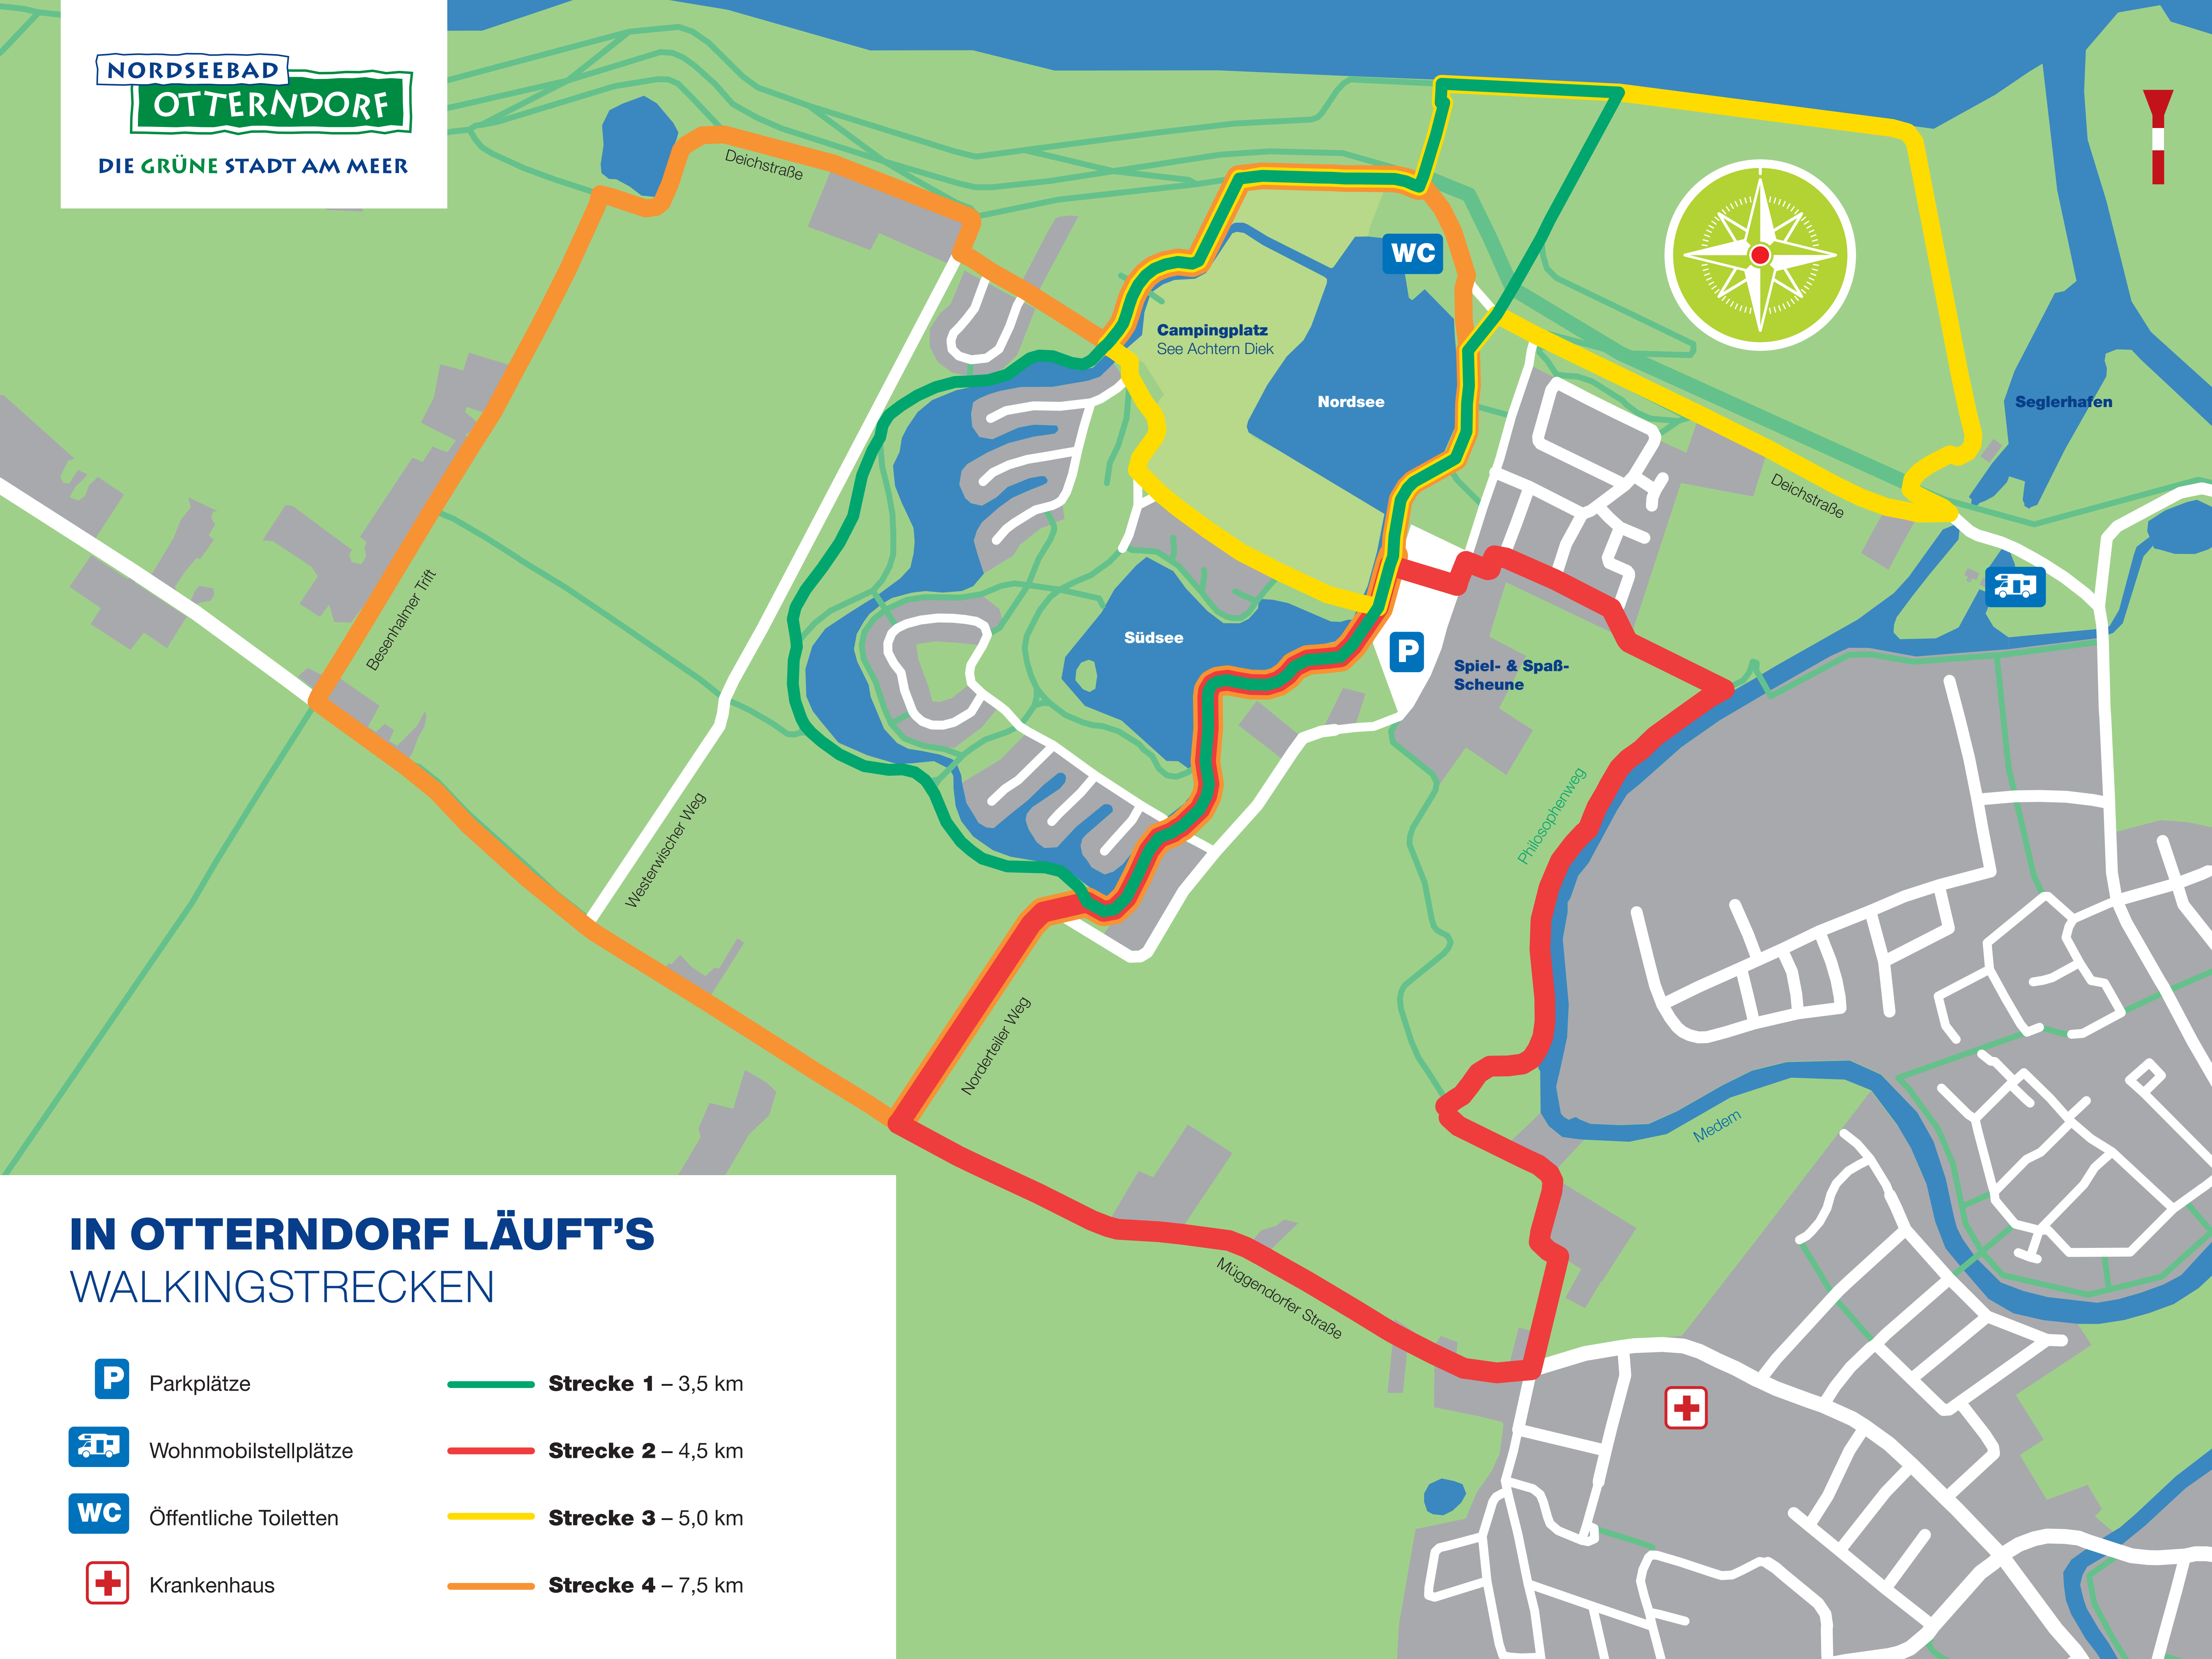 NORDSEEBAD
OTTERNDORF
DIE GRÜNE STADT AM MEER
Deichstraße
WC
Campingplatz
See Achtern Diek
Nordsee
Seglerhafen
Deichstraße
Besenhalmer Trift
Südsee
P
Spiel- & Spaß-
Scheune
Westerwischer Weg
Philosophenweg
Norderteiler Weg
Medem
Müggendorfer Straße
IN OTTERNDORF LÄUFT'S
WALKINGSTRECKEN
P Parkplätze
Wohnmobilstellplätze
WC Öffentliche Toiletten
Krankenhaus
Strecke 1 – 3,5 km
Strecke 2 – 4,5 km
Strecke 3 – 5,0 km
Strecke 4 – 7,5 km